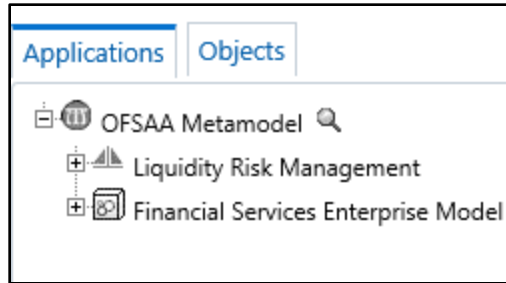 Applications Objects
OFSAA Metamodel
Liquidity Risk Management
Financial Services Enterprise Model